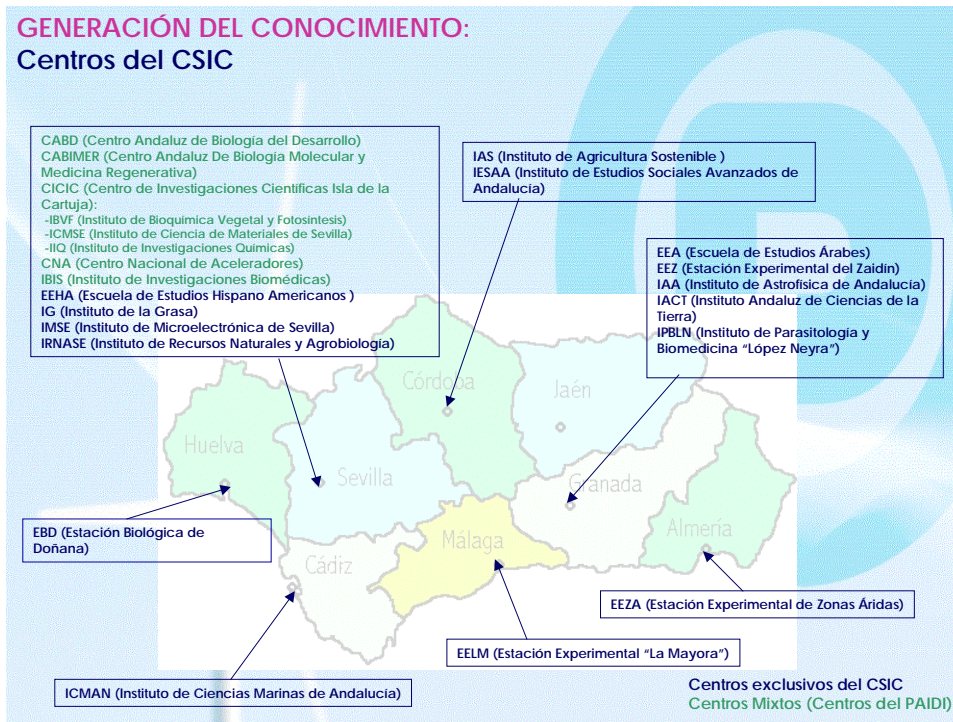 GENERACIÓN DEL CONOCIMIENTO:
Centros del CSIC
CABD (Centro Andaluz de Biología del Desarrollo)
CABIMER (Centro Andaluz De Biología Molecular y
Medicina Regenerativa)
CICIC (Centro de Investigaciones Científicas Isla de la
Cartuja):
-IBVF (Instituto de Bioquímica Vegetal y Fotosíntesis)
-ICMSE (Instituto de Ciencia de Materiales de Sevilla)
-IIQ (Instituto de Investigaciones Químicas)
CNA (Centro Nacional de Aceleradores)
IBIS (Instituto de Investigaciones Biomédicas)
EEHA (Escuela de Estudios Hispano Americanos )
IG (Instituto de la Grasa)
IMSE (Instituto de Microelectrónica de Sevilla)
IRNASE (Instituto de Recursos Naturales y Agrobiología)
IAS (Instituto de Agricultura Sostenible )
IESAA (Instituto de Estudios Sociales Avanzados de
Andalucía)
EEA (Escuela de Estudios Árabes)
EEZ (Estación Experimental del Zaidín)
IAA (Instituto de Astrofísica de Andalucía)
IACT (Instituto Andaluz de Ciencias de la
Tierra)
IPBLN (Instituto de Parasitología y
Biomedicina “López Neyra”)
Córdoba
Jaén
Huelva
Sevilla
Granada
Almería
Málaga
Cádiz
EBD (Estación Biológica de
Doñana)
EEZA (Estación Experimental de Zonas Áridas)
EELM (Estación Experimental “La Mayora”)
ICMAN (Instituto de Ciencias Marinas de Andalucía)
Centros exclusivos del CSIC
Centros Mixtos (Centros del PAIDI)